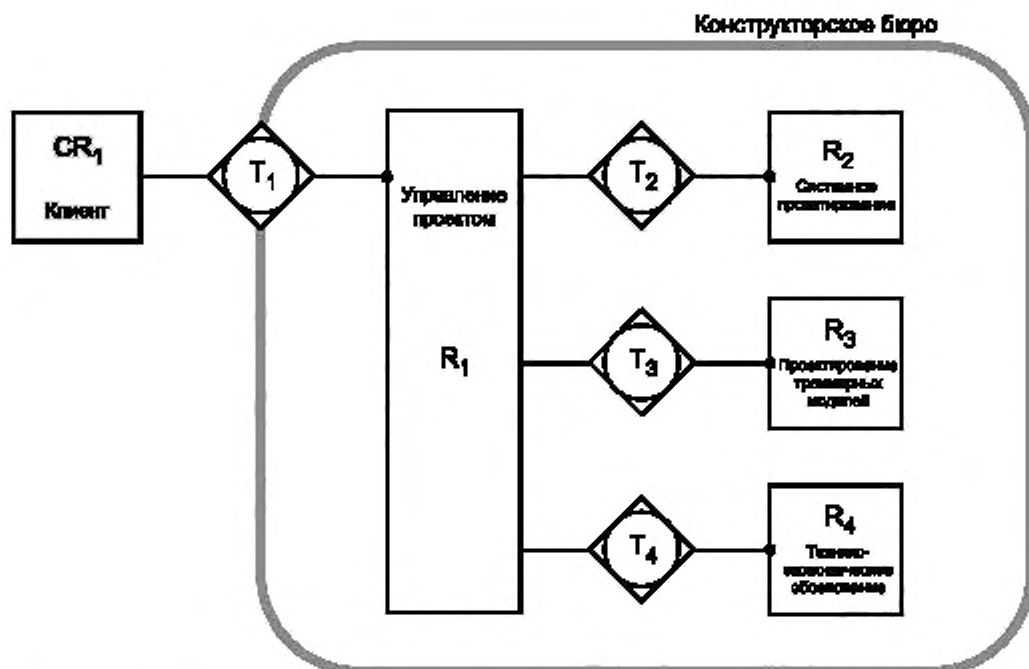 Конструкторское бюро
CR₁
Клиент
T₁
Управление
проектом
R₁
T₂
R₂
Системное
проектирование
T₃
R₃
Проектирование
трехмерных
моделей
T₄
R₄
Технико-
экономическое